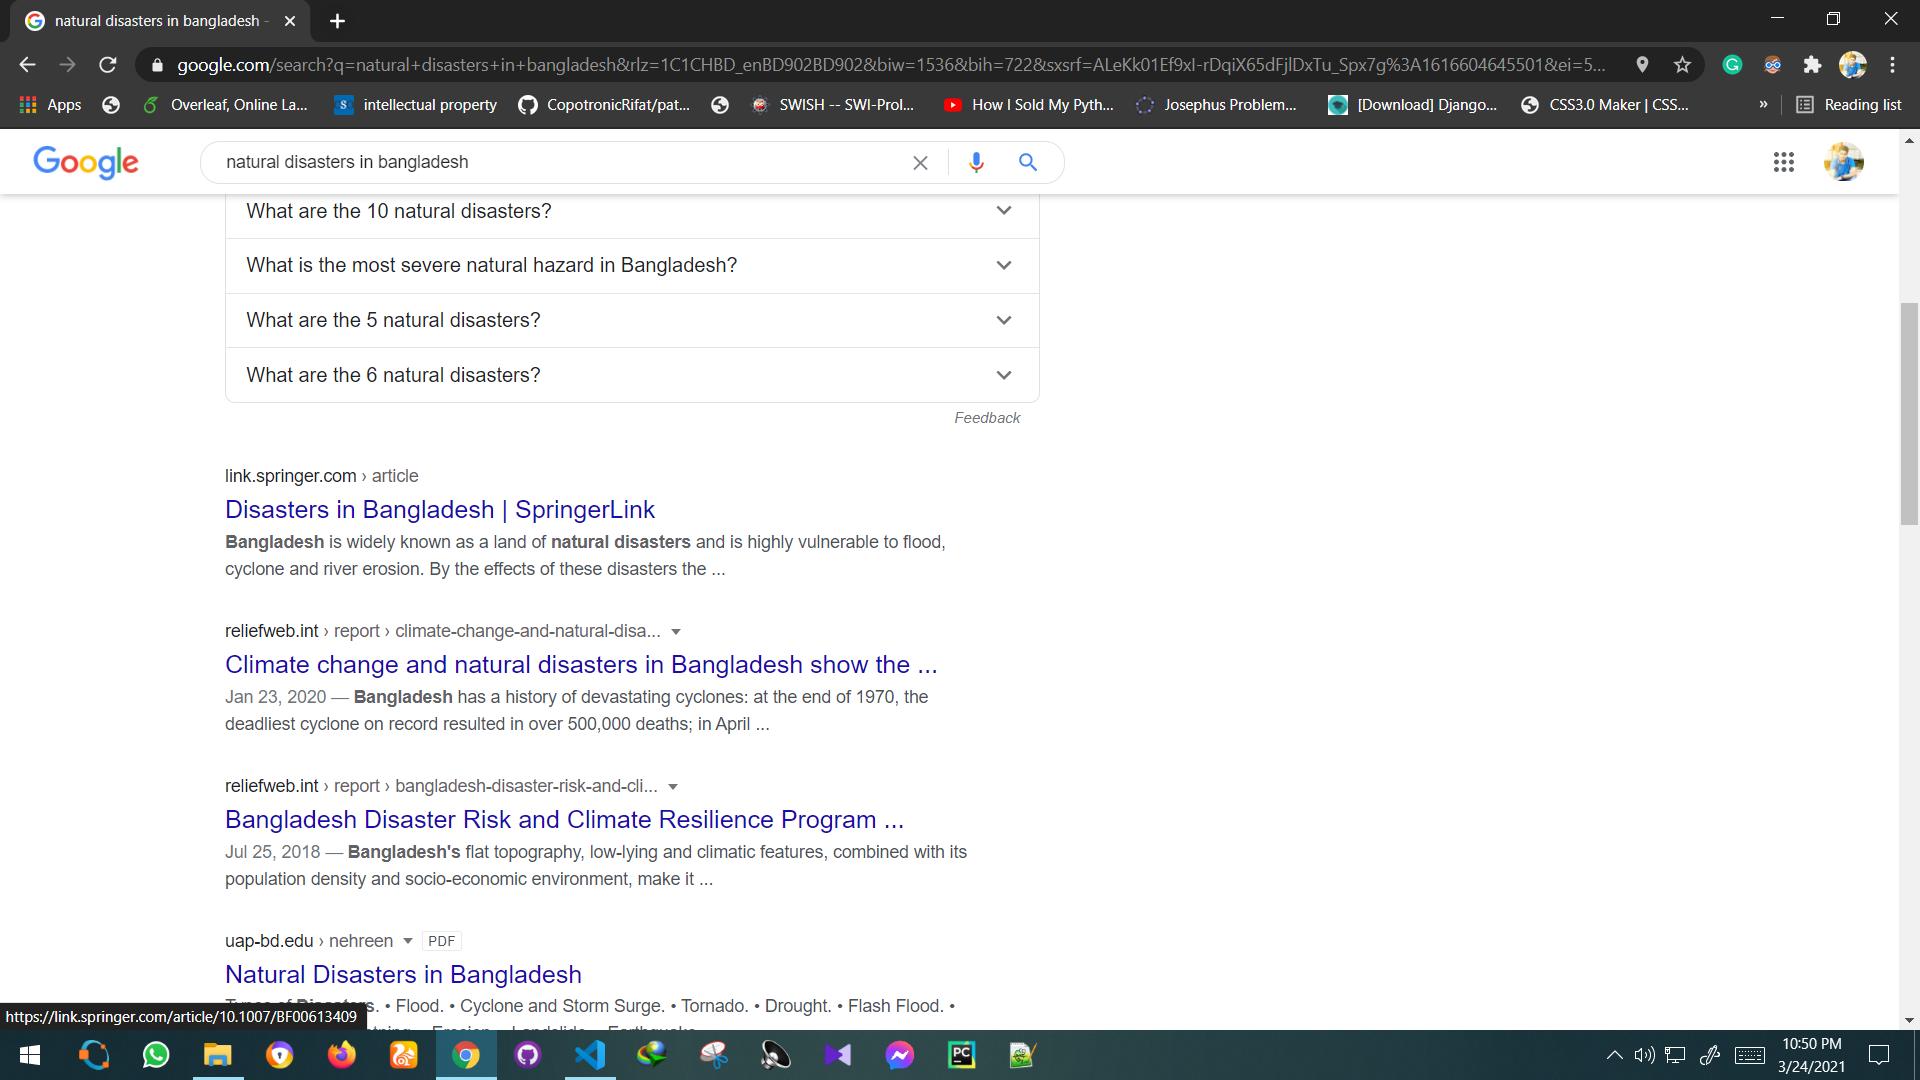 natural disasters in bangladesh -
google.com/search?q=natural+disasters+in+bangladesh&rlz=1C1CHBD_enBD902BD902&biw=1536&bih=722&sxsrf=ALeKk01Ef9xI-rDqiX65dFjlDxTu_Spx7g%3A1616604645501&ei=5...
Apps Overleaf, Online La... intellectual property CopotronicRifat/pat... SWISH -- SWI-Prol... How I Sold My Pyth... Josephus Problem... [Download] Django... CSS3.0 Maker | CSS... » Reading list
Google natural disasters in bangladesh
What are the 10 natural disasters?
What is the most severe natural hazard in Bangladesh?
What are the 5 natural disasters?
What are the 6 natural disasters?
Feedback
link.springer.com › article
Disasters in Bangladesh | SpringerLink
Bangladesh is widely known as a land of natural disasters and is highly vulnerable to flood,
cyclone and river erosion. By the effects of these disasters the ...
reliefweb.int › report › climate-change-and-natural-disa...
Climate change and natural disasters in Bangladesh show the ...
Jan 23, 2020 — Bangladesh has a history of devastating cyclones: at the end of 1970, the
deadliest cyclone on record resulted in over 500,000 deaths; in April ...
reliefweb.int › report › bangladesh-disaster-risk-and-cli...
Bangladesh Disaster Risk and Climate Resilience Program ...
Jul 25, 2018 — Bangladesh's flat topography, low-lying and climatic features, combined with its
population density and socio-economic environment, make it ...
uap-bd.edu › nehreen PDF
Natural Disasters in Bangladesh
Types of Disasters. • Flood. • Cyclone and Storm Surge. • Tornado. • Drought. • Flash Flood. •
https://link.springer.com/article/10.1007/BF00613409
10:50 PM
3/24/2021